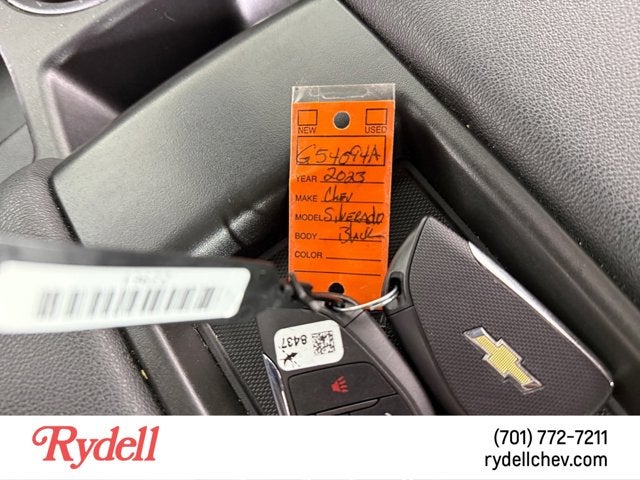 NEW USED
G54094A
YEAR 2023
MAKE Chev
MODEL SILVERADO
BODY BLACK
COLOR
8437
Rydell
(701) 772-7211
rydellchev.com